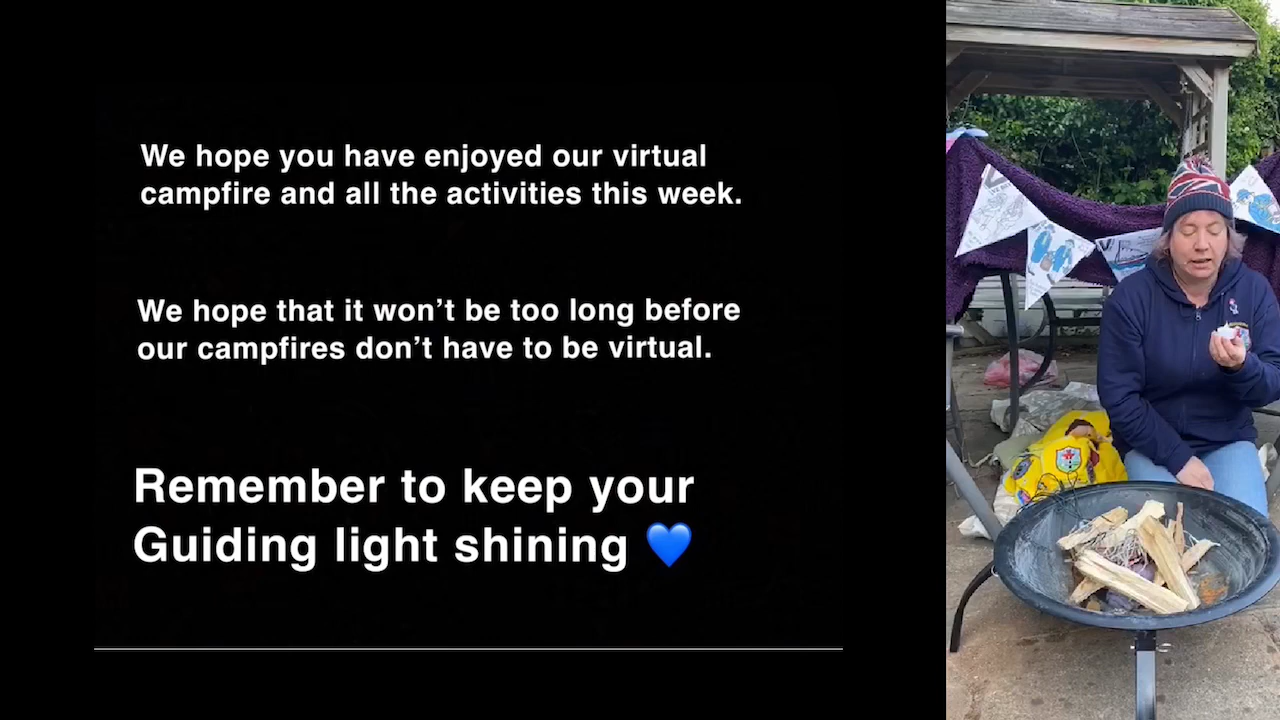 We hope you have enjoyed our virtual
campfire and all the activities this week.
We hope that it won’t be too long before
our campfires don’t have to be virtual.
Remember to keep your
Guiding light shining 💙